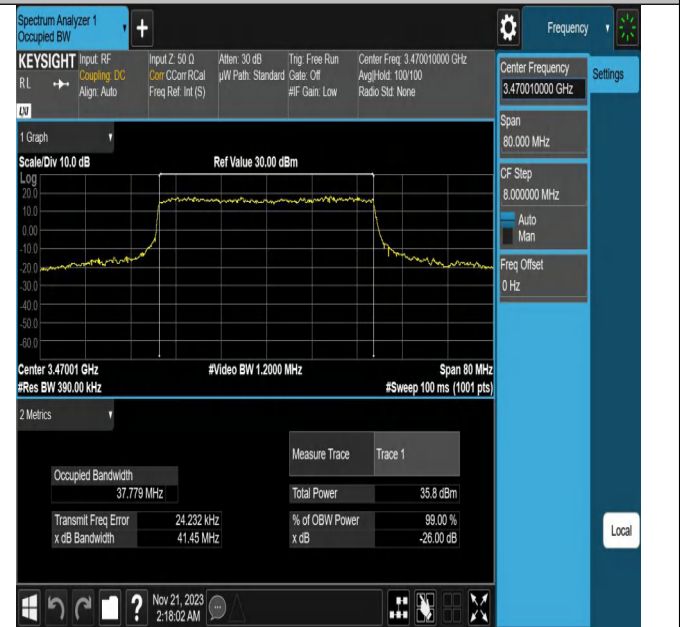 Spectrum Analyzer 1
Occupied BW
Frequency
KEYSIGHT Input: RF Input Z: 50 Ω Atten: 30 dB Trig: Free Run Center Freq: 3.470010000 GHz
R L Coupling: DC Corr CCorr RCal µW Path: Standard Gate: Off Avg|Hold: 100/100
Align: Auto Freq Ref: Int (S) #IF Gain: Low Radio Std: None
LXI
Center Frequency
3.470010000 GHz
Settings
Span
80.000 MHz
CF Step
8.000000 MHz
Auto
Man
Freq Offset
0 Hz
1 Graph
Scale/Div 10.0 dB Ref Value 30.00 dBm
Log
20.0
10.0
0.00
-10.0
-20.0
-30.0
-40.0
-50.0
-60.0
Center 3.47001 GHz #Video BW 1.2000 MHz Span 80 MHz
#Res BW 390.00 kHz #Sweep 100 ms (1001 pts)
2 Metrics
Measure Trace Trace 1
Occupied Bandwidth
37.779 MHz Total Power 35.8 dBm
Transmit Freq Error 24.232 kHz % of OBW Power 99.00 %
x dB Bandwidth 41.45 MHz x dB -26.00 dB
Local
? Nov 21, 2023
2:18:02 AM